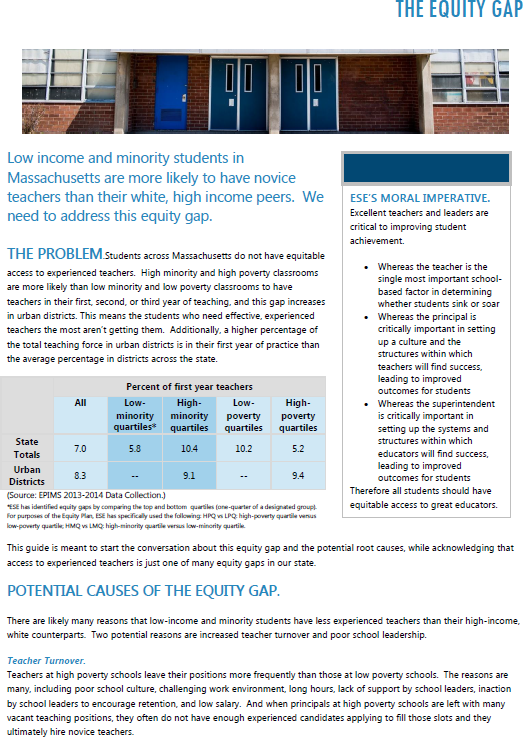 THE EQUITY GAP
Low income and minority students in
Massachusetts are more likely to have novice
teachers than their white, high income peers. We
need to address this equity gap.
THE PROBLEM.Students across Massachusetts do not have equitable
access to experienced teachers. High minority and high poverty classrooms
are more likely than low minority and low poverty classrooms to have
teachers in their first, second, or third year of teaching, and this gap increases
in urban districts. This means the students who need effective, experienced
teachers the most aren't getting them. Additionally, a higher percentage of
the total teaching force in urban districts is in their first year of practice than
the average percentage in districts across the state.
Percent of first year teachers
All Low-minority quartiles* High-minority quartiles Low-poverty quartiles High-poverty quartiles
State Totals 7.0 5.8 10.4 10.2 5.2
Urban Districts 8.3 -- 9.1 -- 9.4
(Source: EPIMS 2013-2014 Data Collection.)
*ESE has identified equity gaps by comparing the top and bottom quartiles (one-quarter of a designated group).
For purposes of the Equity Plan, ESE has specifically used the following: HPQ vs LPQ: high-poverty quartile versus
low-poverty quartile; HMQ vs LMQ: high-minority quartile versus low-minority quartile.
ESE'S MORAL IMPERATIVE.
Excellent teachers and leaders are
critical to improving student
achievement.
• Whereas the teacher is the
single most important school-
based factor in determining
whether students sink or soar
• Whereas the principal is
critically important in setting
up a culture and the
structures within which
teachers will find success,
leading to improved
outcomes for students
• Whereas the superintendent
is critically important in
setting up the systems and
structures within which
educators will find success,
leading to improved
outcomes for students
Therefore all students should have
equitable access to great educators.
This guide is meant to start the conversation about this equity gap and the potential root causes, while acknowledging that
access to experienced teachers is just one of many equity gaps in our state.
POTENTIAL CAUSES OF THE EQUITY GAP.
There are likely many reasons that low-income and minority students have less experienced teachers than their high-income,
white counterparts. Two potential reasons are increased teacher turnover and poor school leadership.
Teacher Turnover.
Teachers at high poverty schools leave their positions more frequently than those at low poverty schools. The reasons are
many, including poor school culture, challenging work environment, long hours, lack of support by school leaders, inaction
by school leaders to encourage retention, and low salary. And when principals at high poverty schools are left with many
vacant teaching positions, they often do not have enough experienced candidates applying to fill those slots and they
ultimately hire novice teachers.